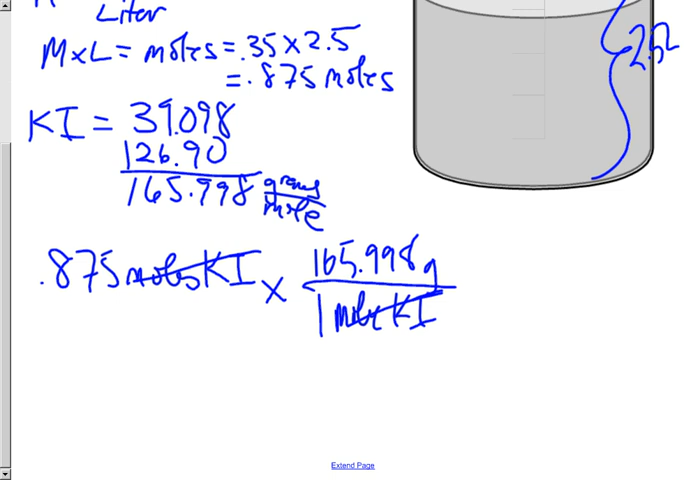 Liter
M x L = moles = .35 x 2.5
= .875 moles
2.5L
KI = 39.098
126.90
165.998 grams
mole
.875 moles KI x 165.998 g
1 mole KI
Extend Page